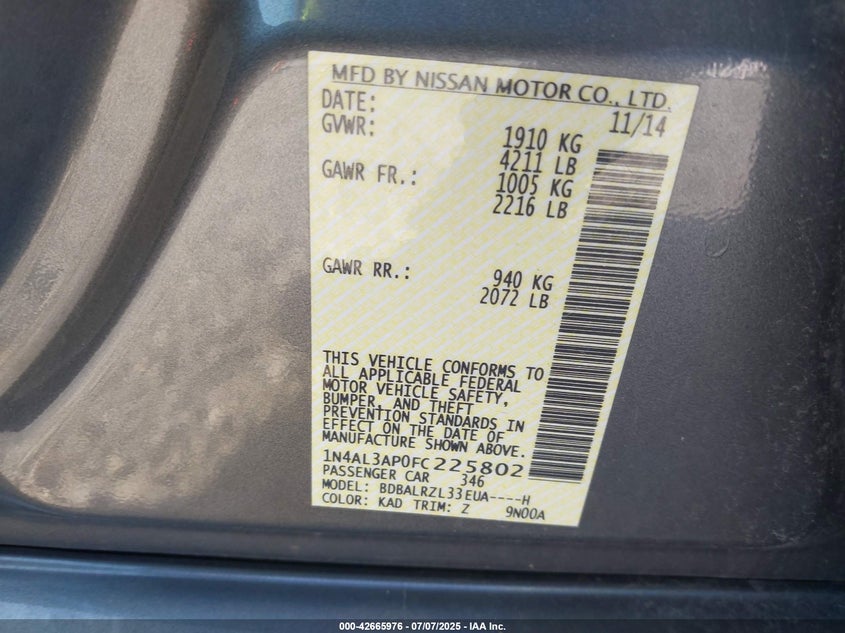 MFD BY NISSAN MOTOR CO., LTD.
DATE: 11/14
GVWR: 1910 KG
4211 LB
GAWR FR.: 1005 KG
2216 LB
GAWR RR.: 940 KG
2072 LB
THIS VEHICLE CONFORMS TO
ALL APPLICABLE FEDERAL
MOTOR VEHICLE SAFETY,
BUMPER, AND THEFT
PREVENTION STANDARDS IN
EFFECT ON THE DATE OF
MANUFACTURE SHOWN ABOVE.
1N4AL3AP0FC225802
PASSENGER CAR 346
MODEL: BDBALRZL33EUA----H
COLOR: KAD TRIM: Z 9N00A
000-42665976 - 07/07/2025 - IAA Inc.